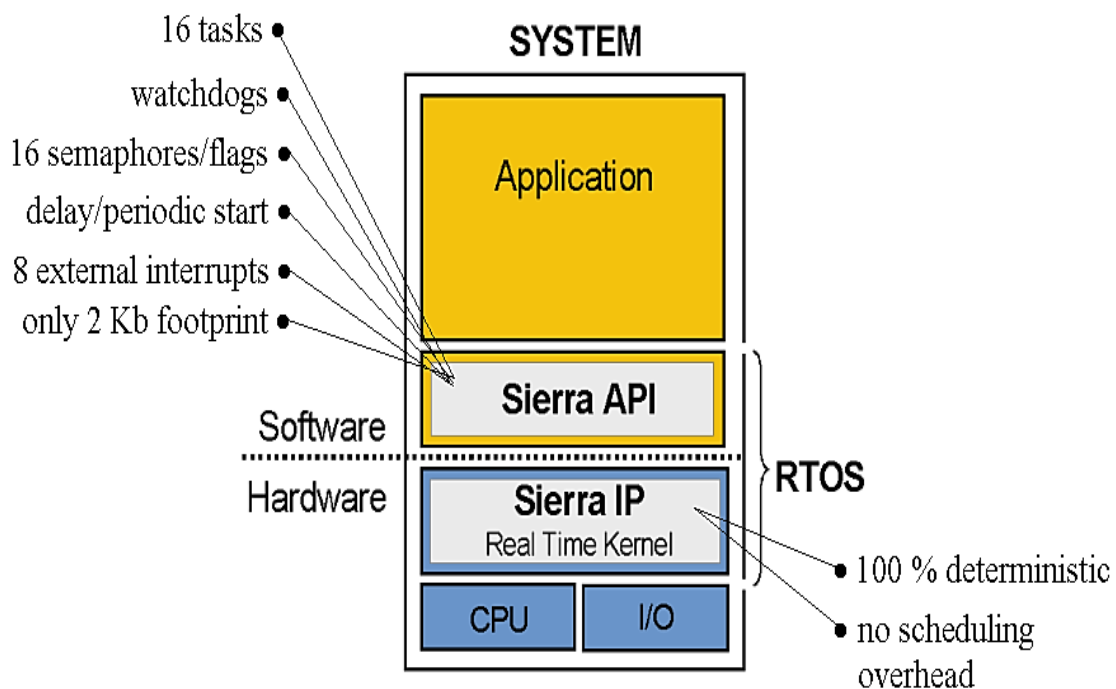 16 tasks
watchdogs
16 semaphores/flags
delay/periodic start
8 external interrupts
only 2 Kb footprint
SYSTEM
Application
Sierra API
Software
Hardware
Sierra IP
Real Time Kernel
RTOS
CPU
I/O
100 % deterministic
no scheduling
overhead